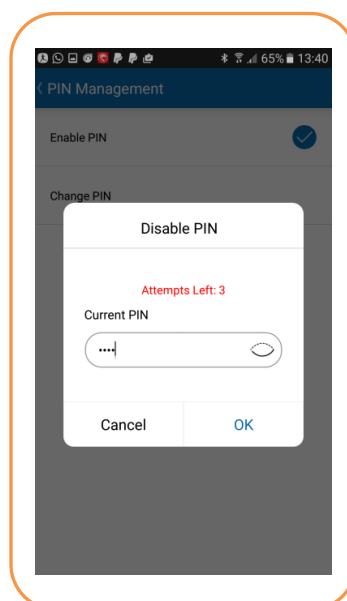 65% 13:40
PIN Management
Enable PIN
Change PIN
Disable PIN
Attempts Left: 3
Current PIN
••••
Cancel OK